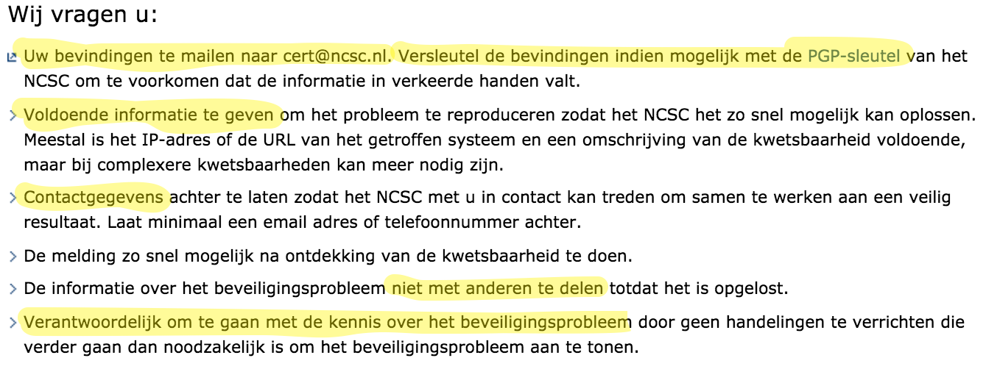 Wij vragen u:
Uw bevindingen te mailen naar cert@ncsc.nl. Versleutel de bevindingen indien mogelijk met de PGP-sleutel van het
NCSC om te voorkomen dat de informatie in verkeerde handen valt.
Voldoende informatie te geven om het probleem te reproduceren zodat het NCSC het zo snel mogelijk kan oplossen.
Meestal is het IP-adres of de URL van het getroffen systeem en een omschrijving van de kwetsbaarheid voldoende,
maar bij complexere kwetsbaarheden kan meer nodig zijn.
Contactgegevens achter te laten zodat het NCSC met u in contact kan treden om samen te werken aan een veilig
resultaat. Laat minimaal een email adres of telefoonnummer achter.
De melding zo snel mogelijk na ontdekking van de kwetsbaarheid te doen.
De informatie over het beveiligingsprobleem niet met anderen te delen totdat het is opgelost.
Verantwoordelijk om te gaan met de kennis over het beveiligingsprobleem door geen handelingen te verrichten die
verder gaan dan noodzakelijk is om het beveiligingsprobleem aan te tonen.